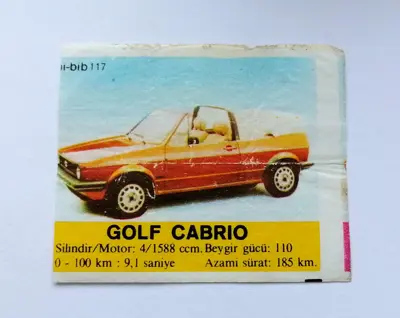 bi-bib 117
GOLF CABRIO
Silindir/Motor: 4/1588 ccm. Beygir gücü: 110
0 - 100 km : 9,1 saniye Azami sürat: 185 km.